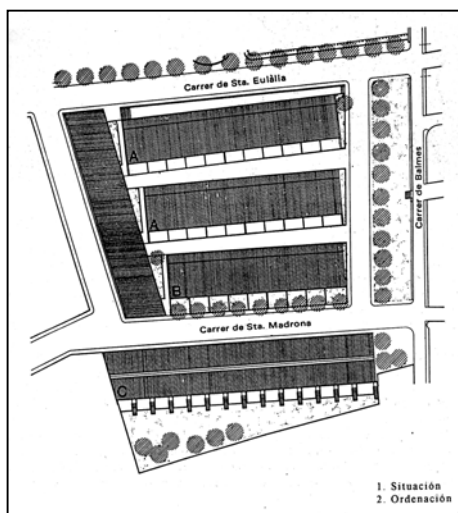 Carrer de Sta. Eulàlia
A
Carrer de Balmes
A
B
Carrer de Sta. Madrona
C
1. Situación
2. Ordenación